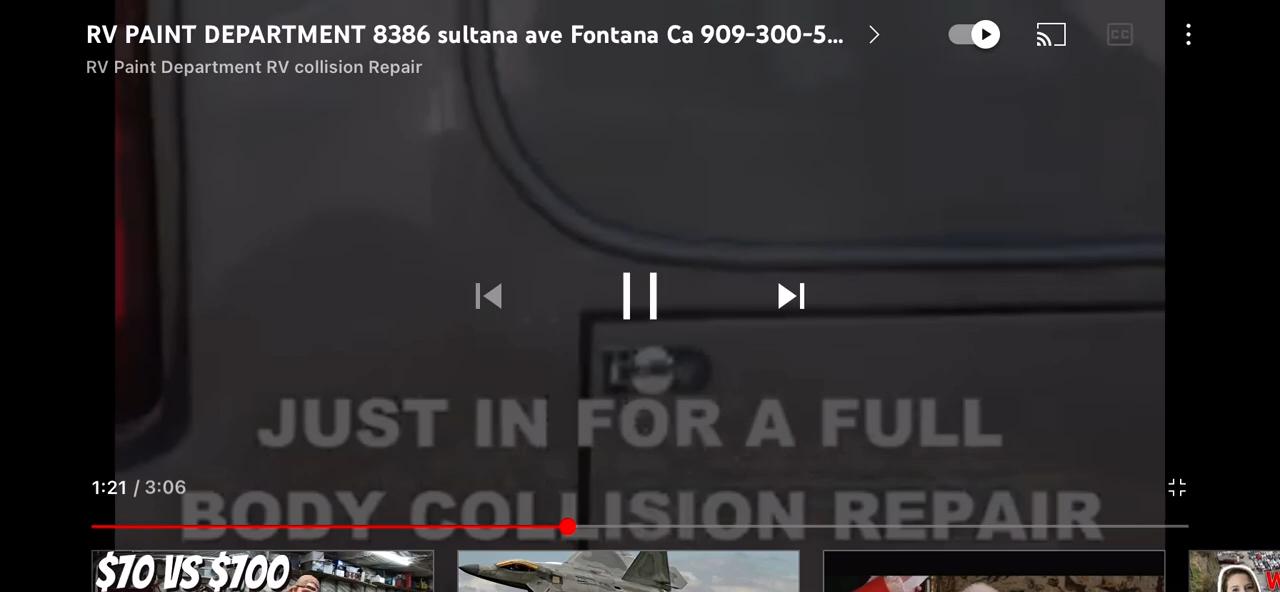 RV PAINT DEPARTMENT 8386 sultana ave Fontana Ca 909-300-5...
RV Paint Department RV collision Repair
CC
JUST IN FOR A FULL
1:21 / 3:06
BODY COLLISION REPAIR
$70 VS $700